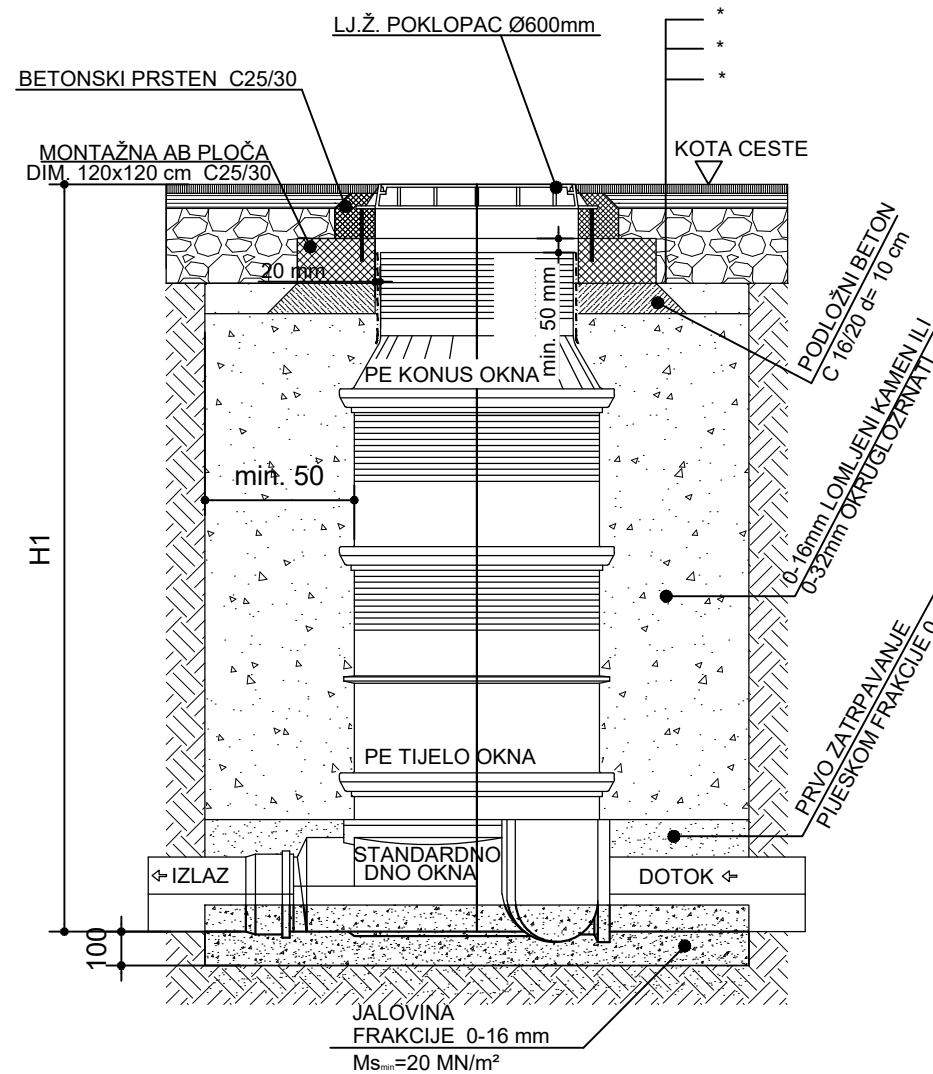 LJ.Ž. POKLOPAC Ø600mm
*
*
*
BETONSKI PRSTEN C25/30
MONTAŽNA AB PLOČA
DIM. 120x120 cm C25/30
KOTA CESTE
20 mm
min. 50 mm
PODLOŽNI BETON
C 16/20 d= 10 cm
PE KONUS OKNA
0-16mm LOMLJENI KAMEN ILI
0-32mm OKRUGLOZRNATI
min. 50
H1
PRVO ZATRPAVANJE
PIJESKOM FRAKCIJE 0
PE TIJELO OKNA
STANDARDNO
DNO OKNA
⇦ IZLAZ
DOTOK ⇦
100
JALOVINA
FRAKCIJE 0-16 mm
Msmin=20 MN/m²